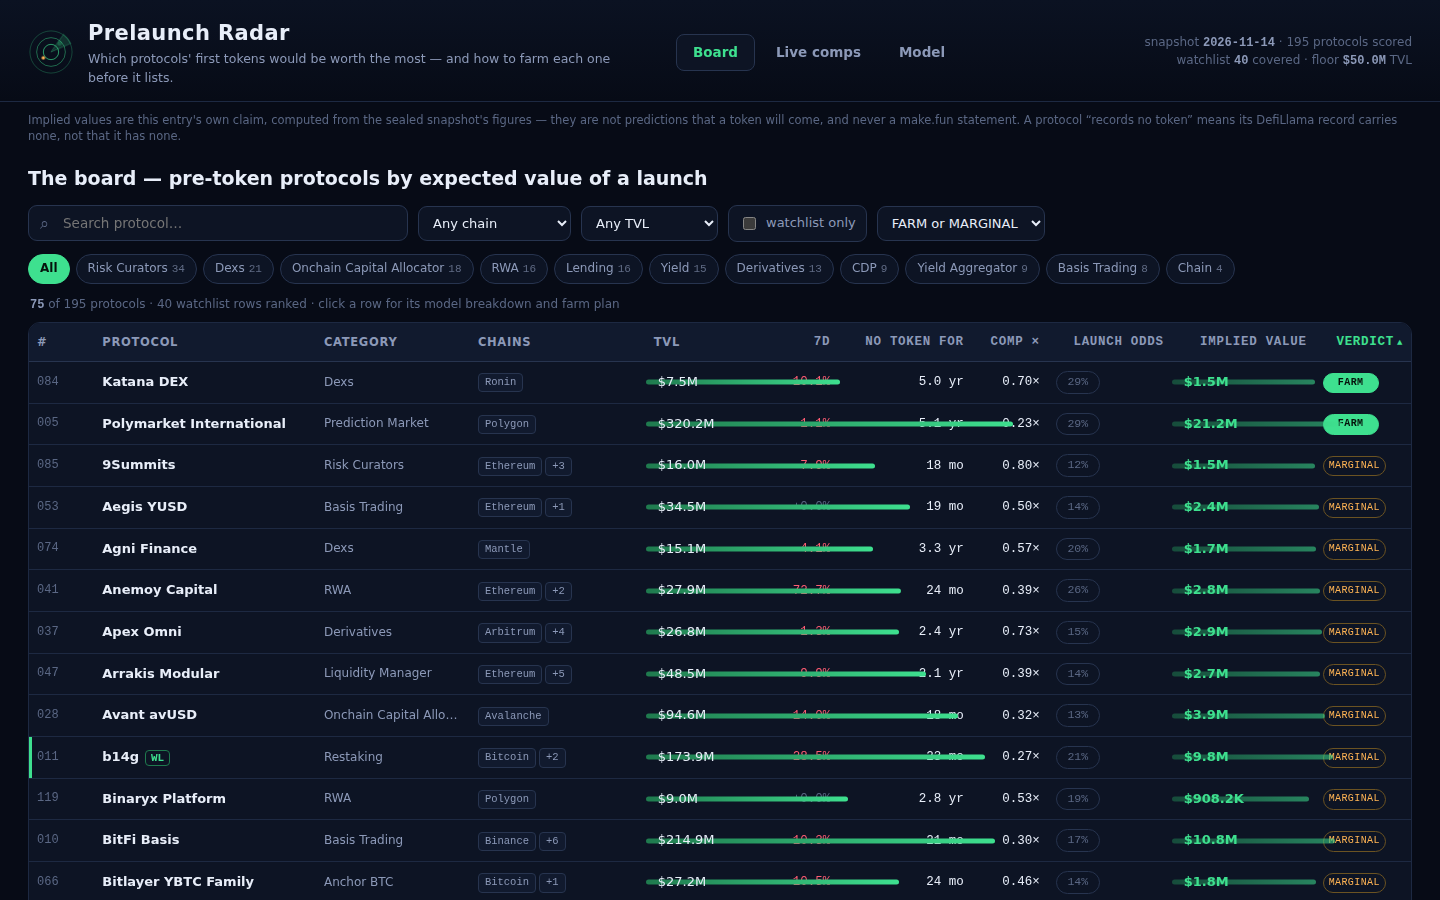 Prelaunch Radar
Which protocols' first tokens would be worth the most — and how to farm each one
before it lists.
Board Live comps Model
snapshot 2026-11-14 · 195 protocols scored
watchlist 40 covered · floor $50.0M TVL
Implied values are this entry's own claim, computed from the sealed snapshot's figures — they are not predictions that a token will come, and never a make.fun statement. A protocol “records no token” means its DefiLlama record carries
none, not that it has none.
The board — pre-token protocols by expected value of a launch
Search protocol… Any chain Any TVL watchlist only FARM or MARGINAL
All Risk Curators 34 Dexs 21 Onchain Capital Allocator 18 RWA 16 Lending 16 Yield 15 Derivatives 13 CDP 9 Yield Aggregator 9 Basis Trading 8 Chain 4
75 of 195 protocols · 40 watchlist rows ranked · click a row for its model breakdown and farm plan
# PROTOCOL CATEGORY CHAINS TVL 7D NO TOKEN FOR COMP × LAUNCH ODDS IMPLIED VALUE VERDICT ▲
084 Katana DEX Dexs Ronin $7.5M 5.0 yr 0.70× 29% $1.5M FARM
005 Polymarket International Prediction Market Polygon $320.2M 5.1 yr .23× 29% $21.2M FARM
085 9Summits Risk Curators Ethereum +3 $16.0M 18 mo 0.80× 12% $1.5M MARGINAL
053 Aegis YUSD Basis Trading Ethereum +1 $34.5M 19 mo 0.50× 14% $2.4M MARGINAL
074 Agni Finance Dexs Mantle $15.1M 3.3 yr 0.57× 20% $1.7M MARGINAL
041 Anemoy Capital RWA Ethereum +2 $27.9M 24 mo 0.39× 26% $2.8M MARGINAL
037 Apex Omni Derivatives Arbitrum +4 $26.8M 2.4 yr 0.73× 15% $2.9M MARGINAL
047 Arrakis Modular Liquidity Manager Ethereum +5 $48.5M 2.1 yr 0.39× 14% $2.7M MARGINAL
028 Avant avUSD Onchain Capital Allo… Avalanche $94.6M 18 mo 0.32× 13% $3.9M MARGINAL
011 b14g WL Restaking Bitcoin +2 $173.9M 0.27× 21% $9.8M MARGINAL
119 Binaryx Platform RWA Polygon $9.0M 2.8 yr 0.53× 19% $908.2K MARGINAL
010 BitFi Basis Basis Trading Binance +6 $214.9M 0.30× 17% $10.8M MARGINAL
066 Bitlayer YBTC Family Anchor BTC Bitcoin +1 $27.2M 24 mo 0.46× 14% $1.8M MARGINAL